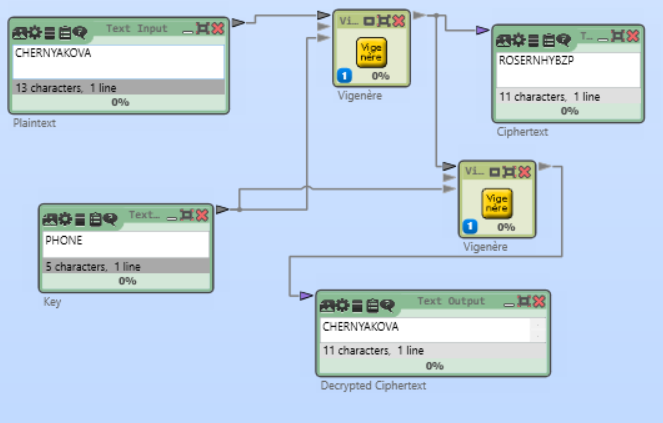 Text Input
CHERNYAKOVA
13 characters, 1 line
0%
Plaintext
Vi...
Vige
nère
1
0%
Vigenère
T...
ROSERNHYBZP
11 characters, 1 line
0%
Ciphertext
Vi...
Vige
nère
1
0%
Vigenère
Text...
PHONE
5 characters, 1 line
0%
Key
Text Output
CHERNYAKOVA
11 characters, 1 line
0%
Decrypted Ciphertext